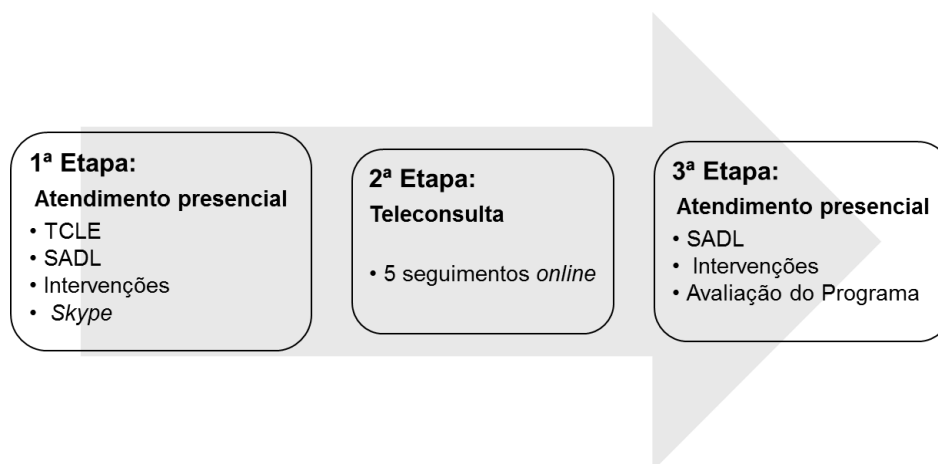 1ª Etapa:
Atendimento presencial
• TCLE
• SADL
• Intervenções
• Skype
2ª Etapa:
Teleconsulta
• 5 seguimentos online
3ª Etapa:
Atendimento presencial
• SADL
• Intervenções
• Avaliação do Programa